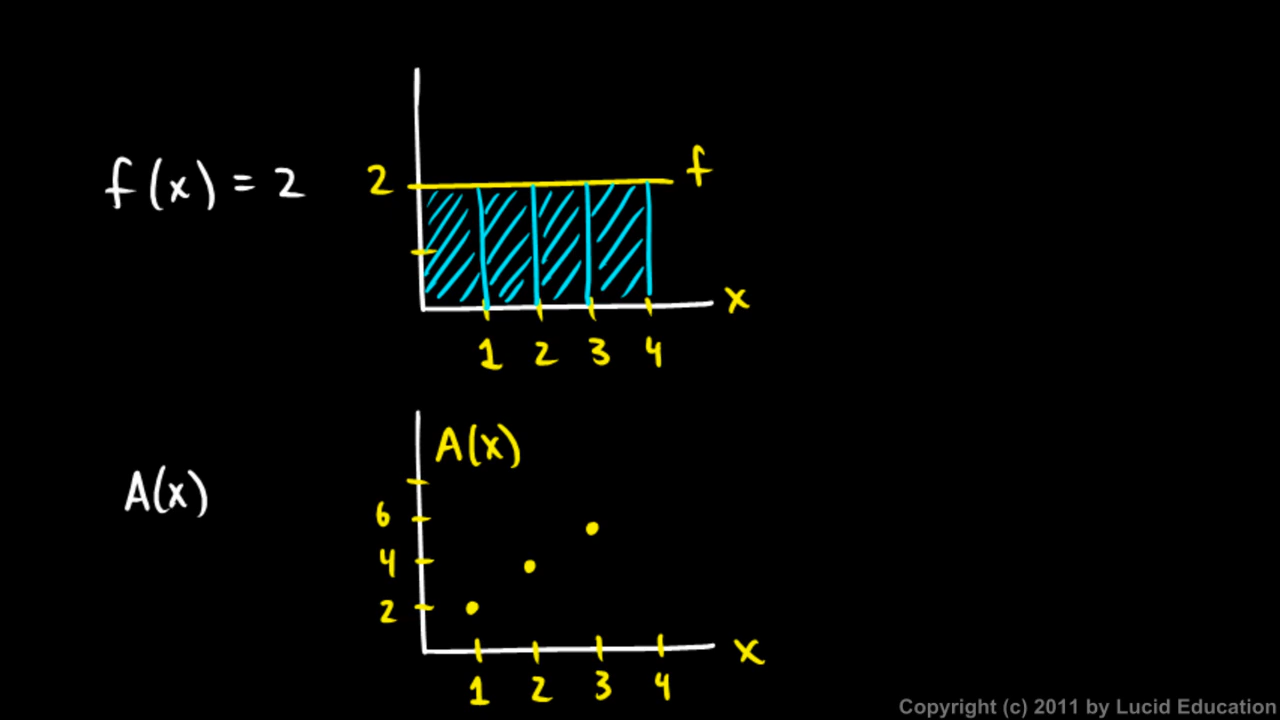 f(x) = 2
2
f
x
1 2 3 4
A(x)
A(x)
6
4
2
x
1 2 3 4
Copyright (c) 2011 by Lucid Education